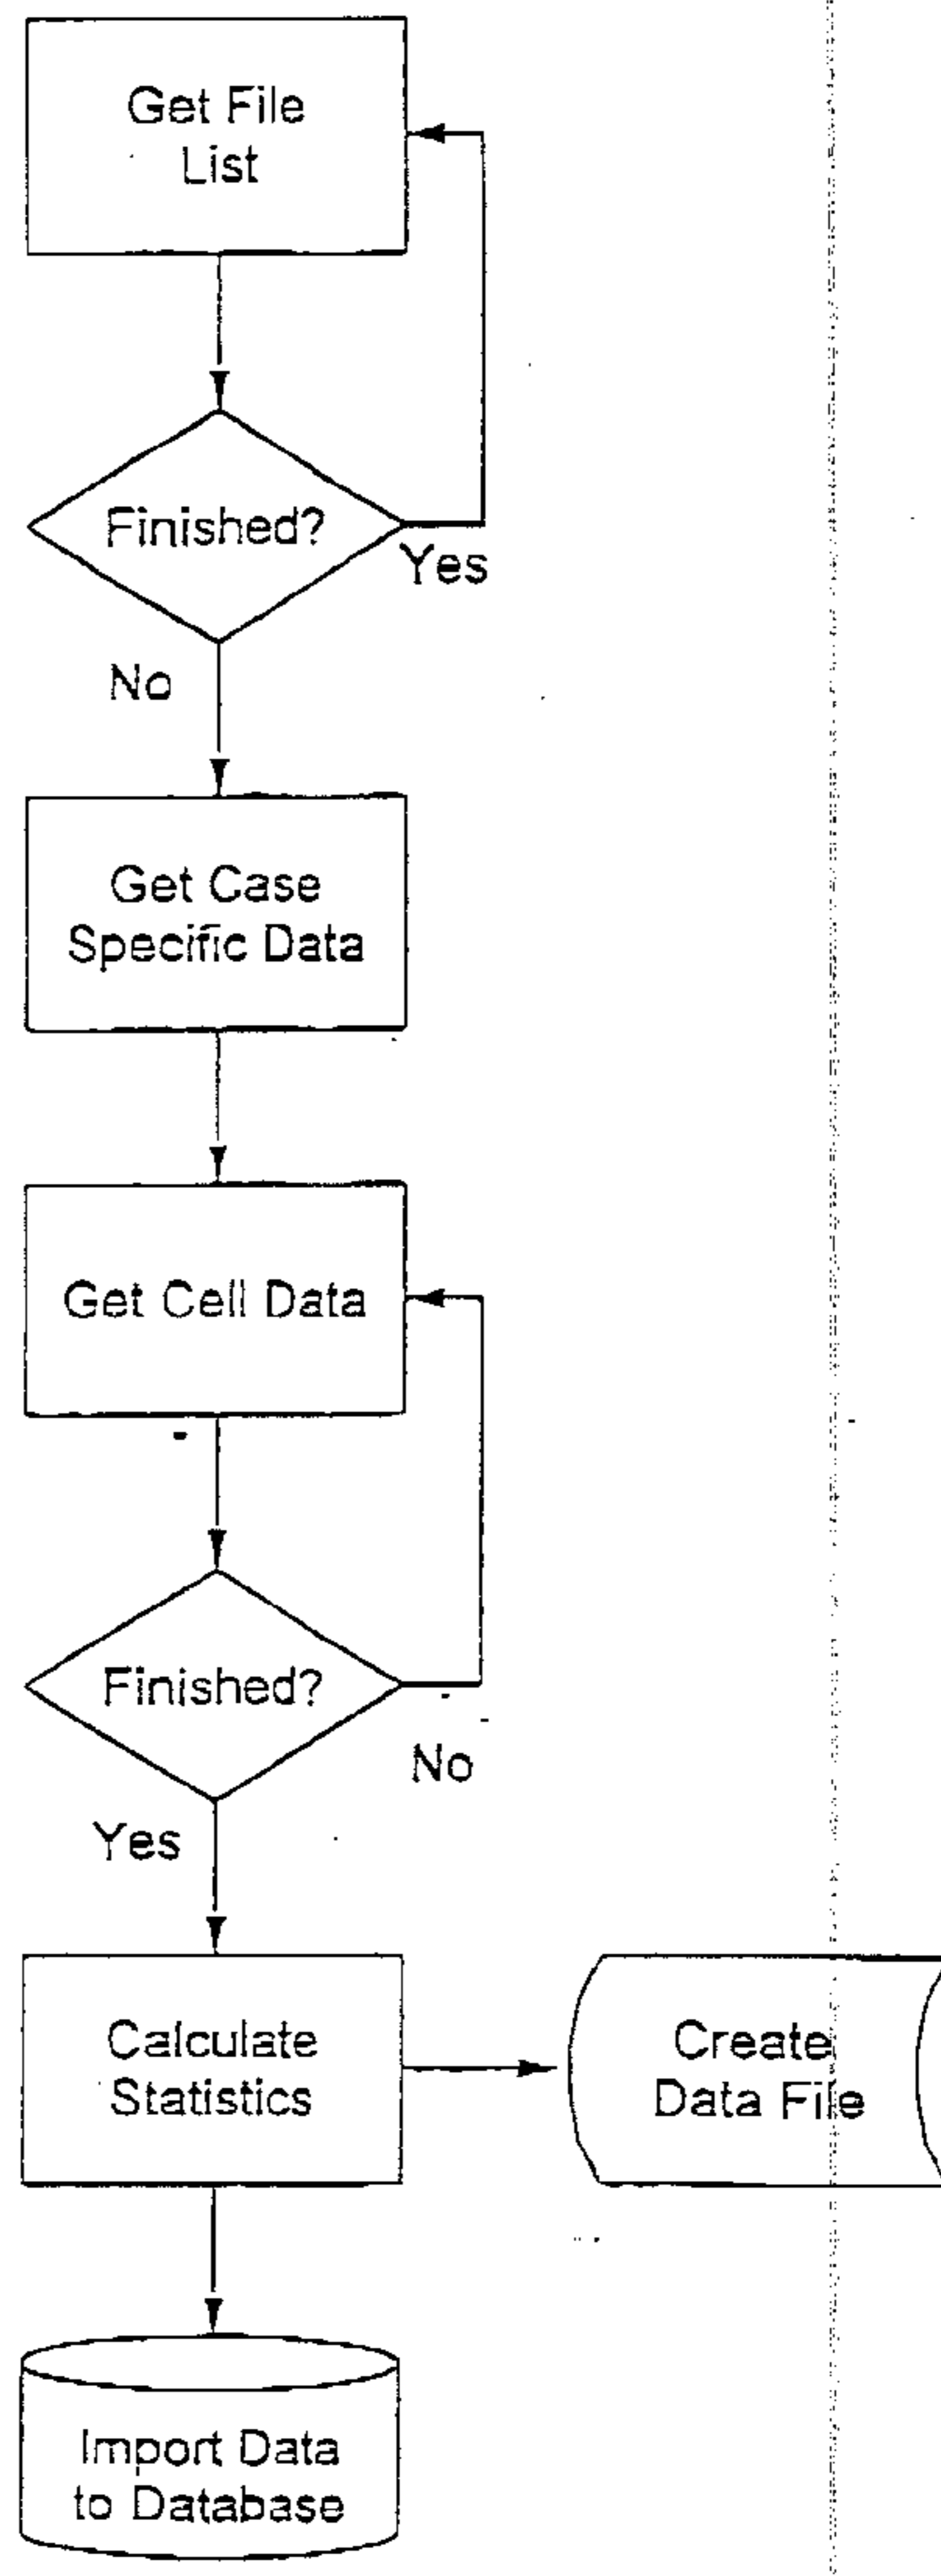 Get File
List
Finished?
Yes
No
Get Case
Specific Data
Get Cell Data
Finished?
No
Yes
Calculate
Statistics
Create
Data File
Import Data
to Database